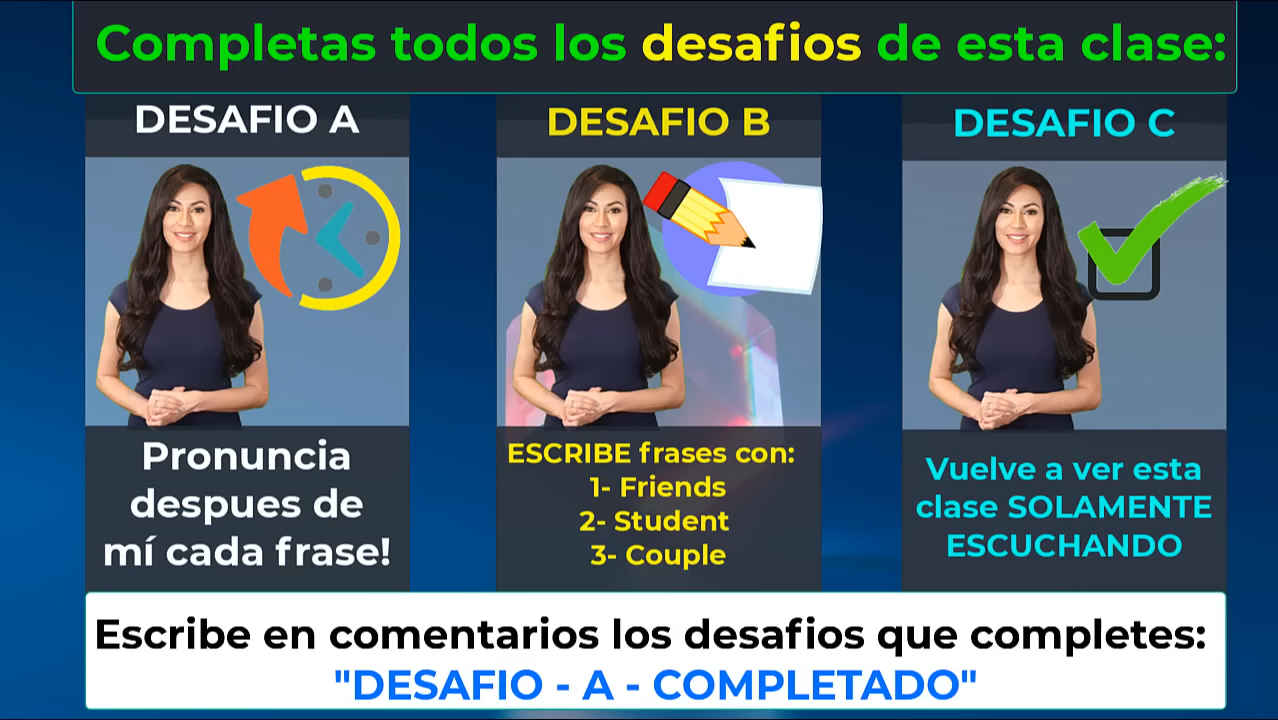 Completas todos los desafios de esta clase:
DESAFIO A
Pronuncia
despues de
mí cada frase!
DESAFIO B
ESCRIBE frases con:
1- Friends
2- Student
3- Couple
DESAFIO C
Vuelve a ver esta
clase SOLAMENTE
ESCUCHANDO
Escribe en comentarios los desafios que completes:
"DESAFIO - A - COMPLETADO"